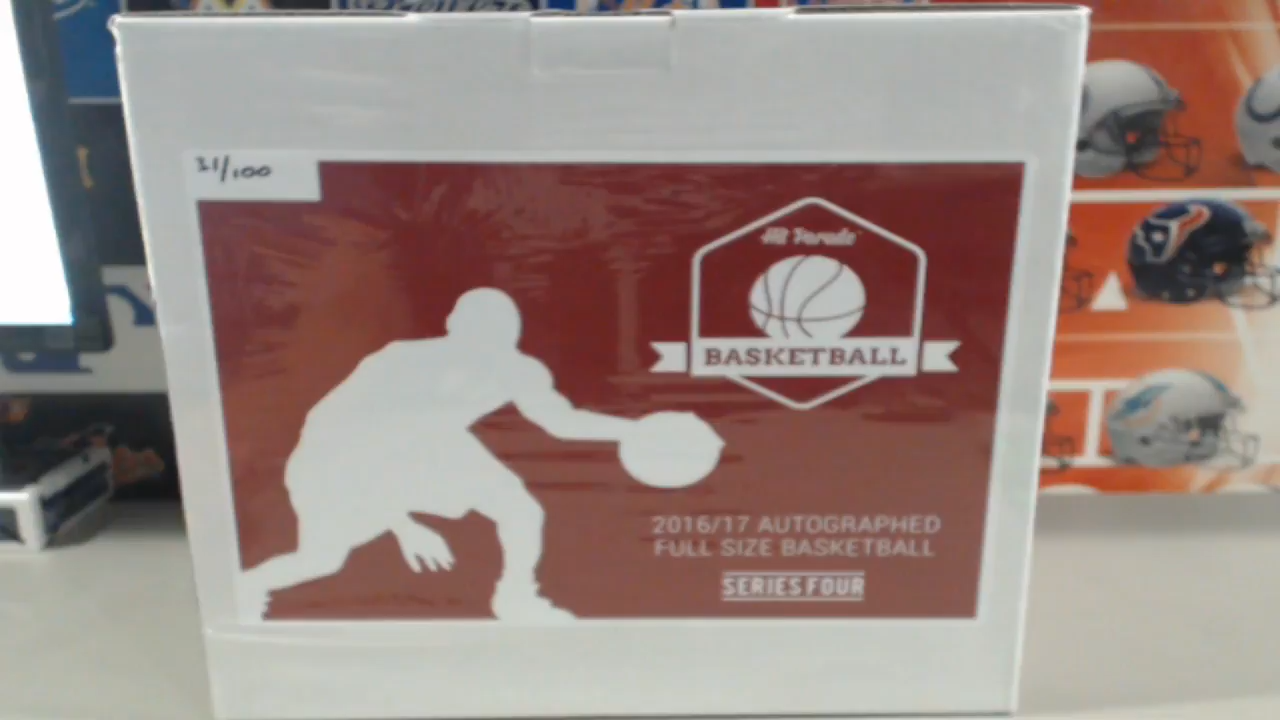 31/100
Hit Parade
BASKETBALL
2016/17 AUTOGRAPHED
FULL SIZE BASKETBALL
SERIES FOUR